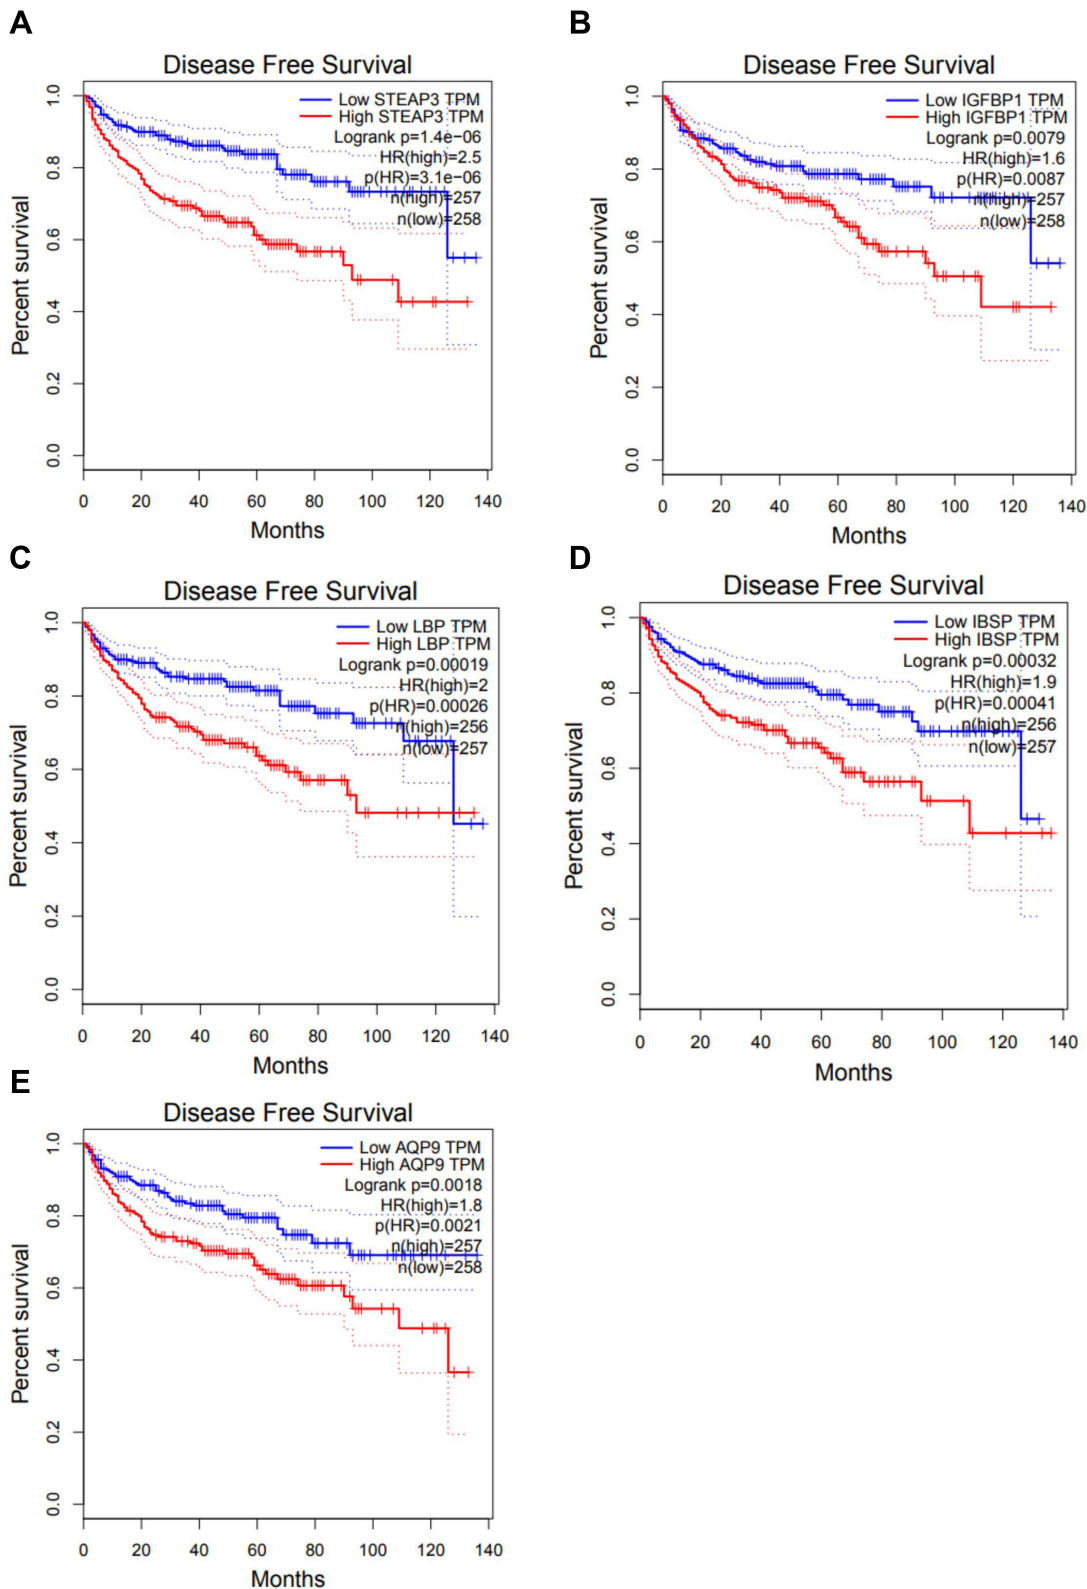 A
Disease Free Survival
Low STEAP3 TPM
High STEAP3 TPM
Logrank p=1.4e−06
HR(high)=2.5
p(HR)=3.1e−06
n(high)=257
n(low)=258
Percent survival
0.0
0.2
0.4
0.6
0.8
1.0
0 20 40 60 80 100 120 140
Months
B
Disease Free Survival
Low IGFBP1 TPM
High IGFBP1 TPM
Logrank p=0.0079
HR(high)=1.6
p(HR)=0.0087
n(high)=257
n(low)=258
Percent survival
0.0
0.2
0.4
0.6
0.8
1.0
0 20 40 60 80 100 120 140
Months
C
Disease Free Survival
Low LBP TPM
High LBP TPM
Logrank p=0.00019
HR(high)=2
p(HR)=0.00026
n(high)=256
n(low)=257
Percent survival
0.0
0.2
0.4
0.6
0.8
1.0
0 20 40 60 80 100 120 140
Months
D
Disease Free Survival
Low IBSP TPM
High IBSP TPM
Logrank p=0.00032
HR(high)=1.9
p(HR)=0.00041
n(high)=256
n(low)=257
Percent survival
0.0
0.2
0.4
0.6
0.8
1.0
0 20 40 60 80 100 120 140
Months
E
Disease Free Survival
Low AQP9 TPM
High AQP9 TPM
Logrank p=0.0018
HR(high)=1.8
p(HR)=0.0021
n(high)=257
n(low)=258
Percent survival
0.0
0.2
0.4
0.6
0.8
1.0
0 20 40 60 80 100 120 140
Months